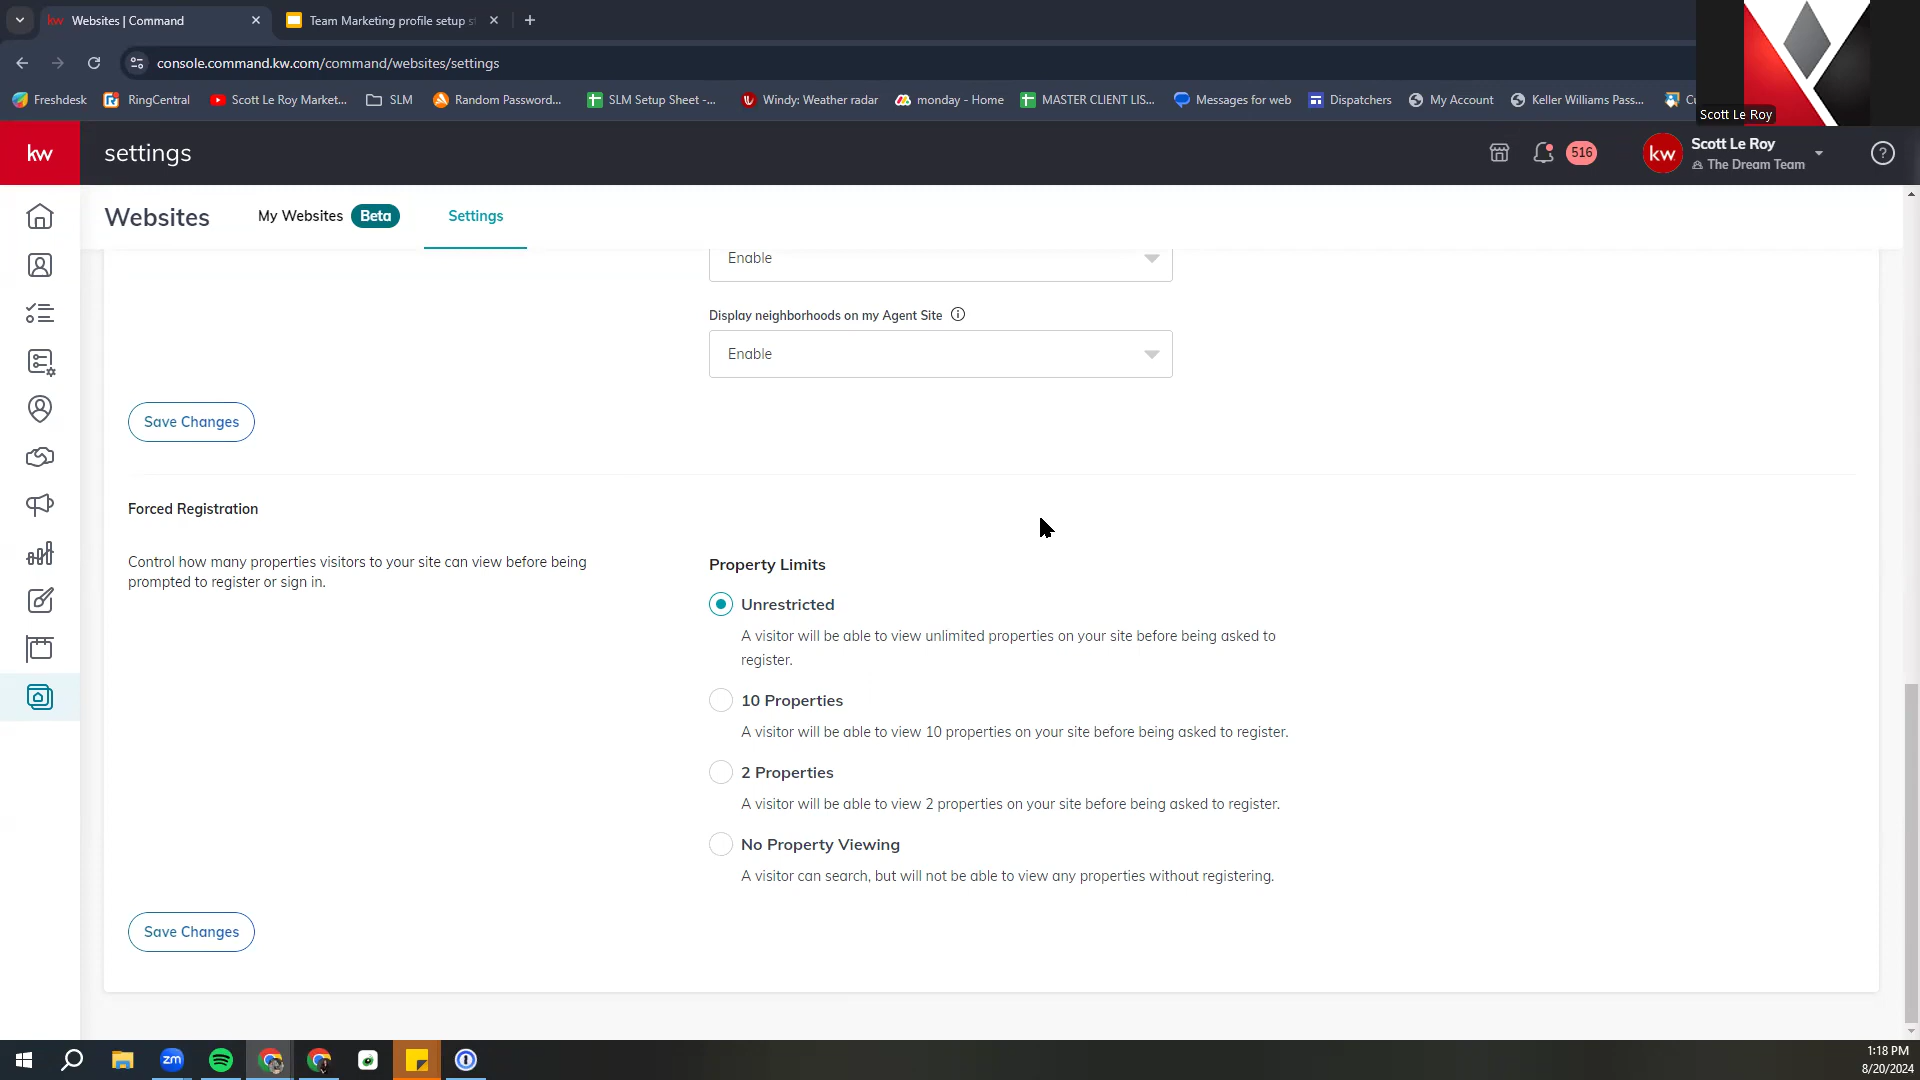 Websites | Command
Team Marketing profile setup s
console.command.kw.com/command/websites/settings
Freshdesk
RingCentral
Scott Le Roy Market...
SLM
Random Password...
SLM Setup Sheet -...
Windy: Weather radar
monday - Home
MASTER CLIENT LIS...
Messages for web
Dispatchers
My Account
Keller Williams Pass...
Scott Le Roy
kw
settings
516
kw
Scott Le Roy
The Dream Team
Websites
My Websites Beta
Settings
Enable
Display neighborhoods on my Agent Site
Enable
Save Changes
Forced Registration
Control how many properties visitors to your site can view before being
prompted to register or sign in.
Property Limits
Unrestricted
A visitor will be able to view unlimited properties on your site before being asked to
register.
10 Properties
A visitor will be able to view 10 properties on your site before being asked to register.
2 Properties
A visitor will be able to view 2 properties on your site before being asked to register.
No Property Viewing
A visitor can search, but will not be able to view any properties without registering.
Save Changes
zm
1:18 PM
8/20/2024